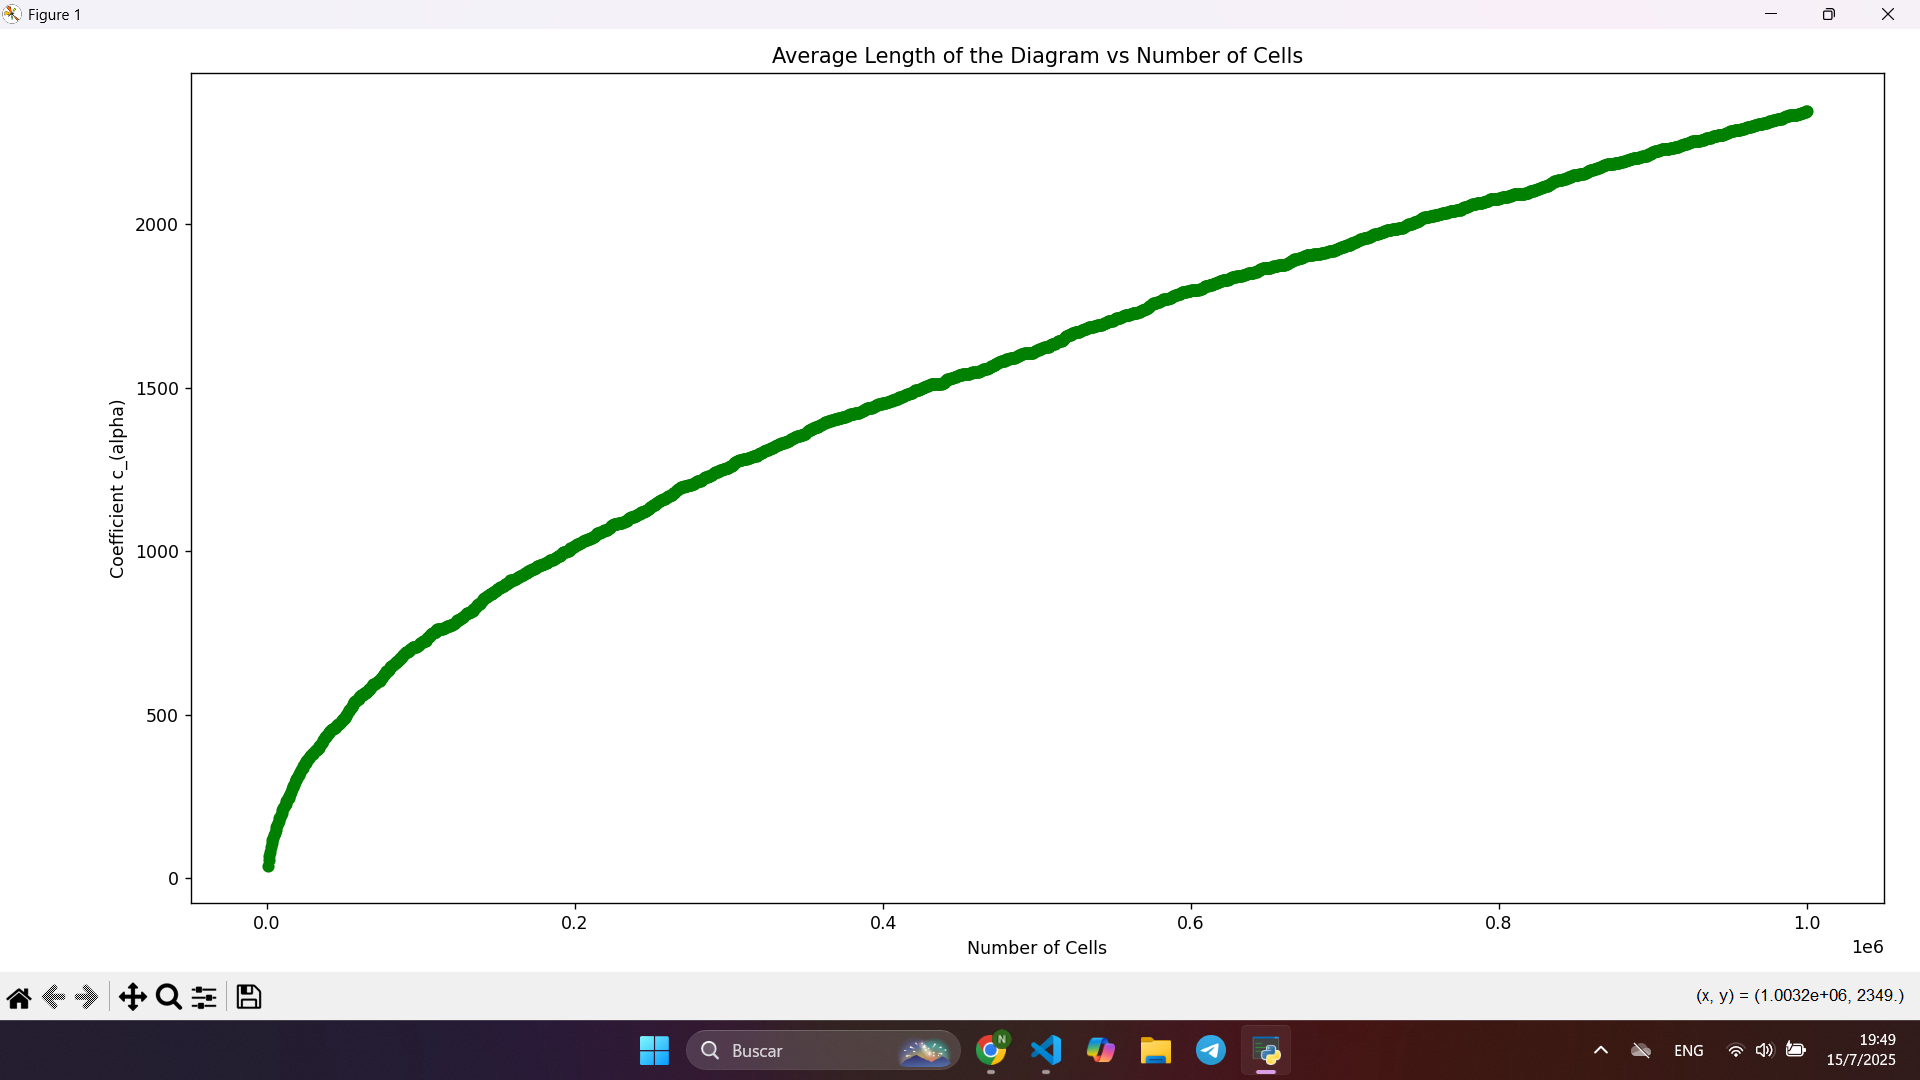 Figure 1
Average Length of the Diagram vs Number of Cells
Coefficient c_(alpha)
2000
1500
1000
500
0
0.0 0.2 0.4 0.6 0.8 1.0
1e6
Number of Cells
(x, y) = (1.0032e+06, 2349.)
Buscar
N
ENG
19:49
15/7/2025